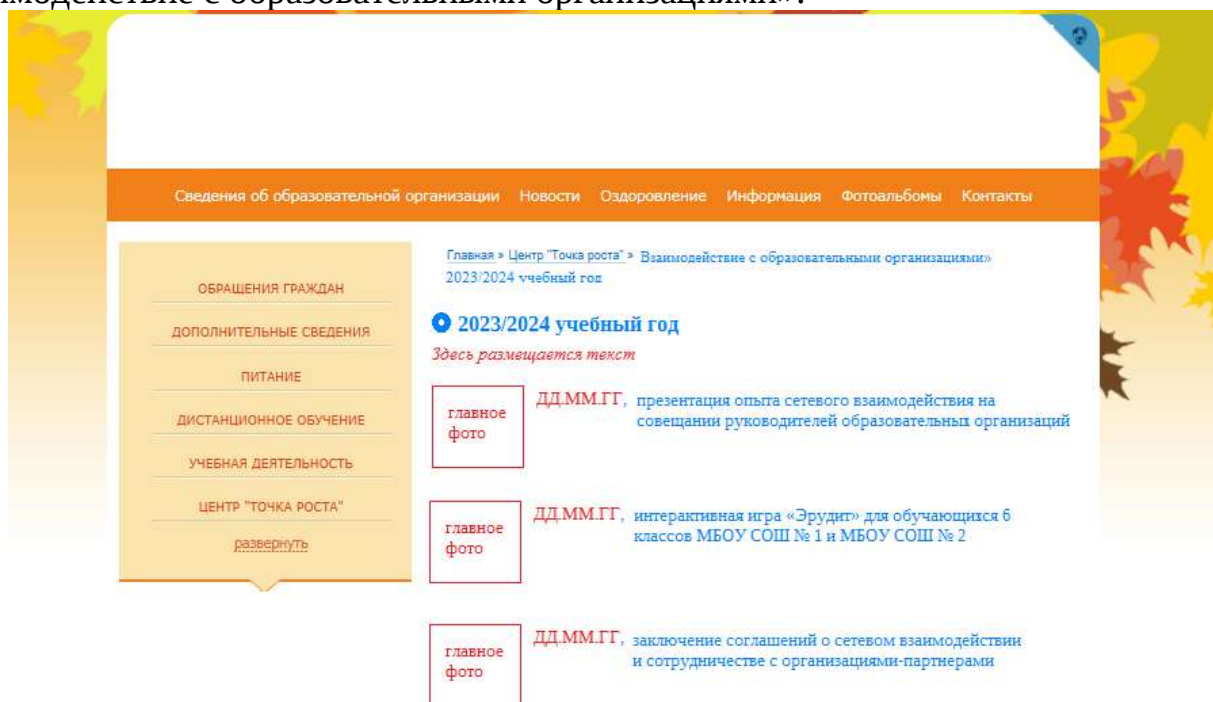 имодействие с образовательными организациями».
Сведения об образовательной организации Новости Оздоровление Информация Фотоальбомы Контакты
ОБРАЩЕНИЯ ГРАЖДАН
ДОПОЛНИТЕЛЬНЫЕ СВЕДЕНИЯ
ПИТАНИЕ
ДИСТАНЦИОННОЕ ОБУЧЕНИЕ
УЧЕБНАЯ ДЕЯТЕЛЬНОСТЬ
ЦЕНТР "ТОЧКА РОСТА"
развернуть
Главная » Центр "Точка роста" » Взаимодействие с образовательными организациями»
2023/2024 учебный год
2023/2024 учебный год
Здесь размещается текст
главное
фото
ДД.ММ.ГГ, презентация опыта сетевого взаимодействия на
совещании руководителей образовательных организаций
главное
фото
ДД.ММ.ГГ, интерактивная игра «Эрудит» для обучающихся 6
классов МБОУ СОШ № 1 и МБОУ СОШ № 2
главное
фото
ДД.ММ.ГГ, заключение соглашений о сетевом взаимодействии
и сотрудничестве с организациями-партнерами